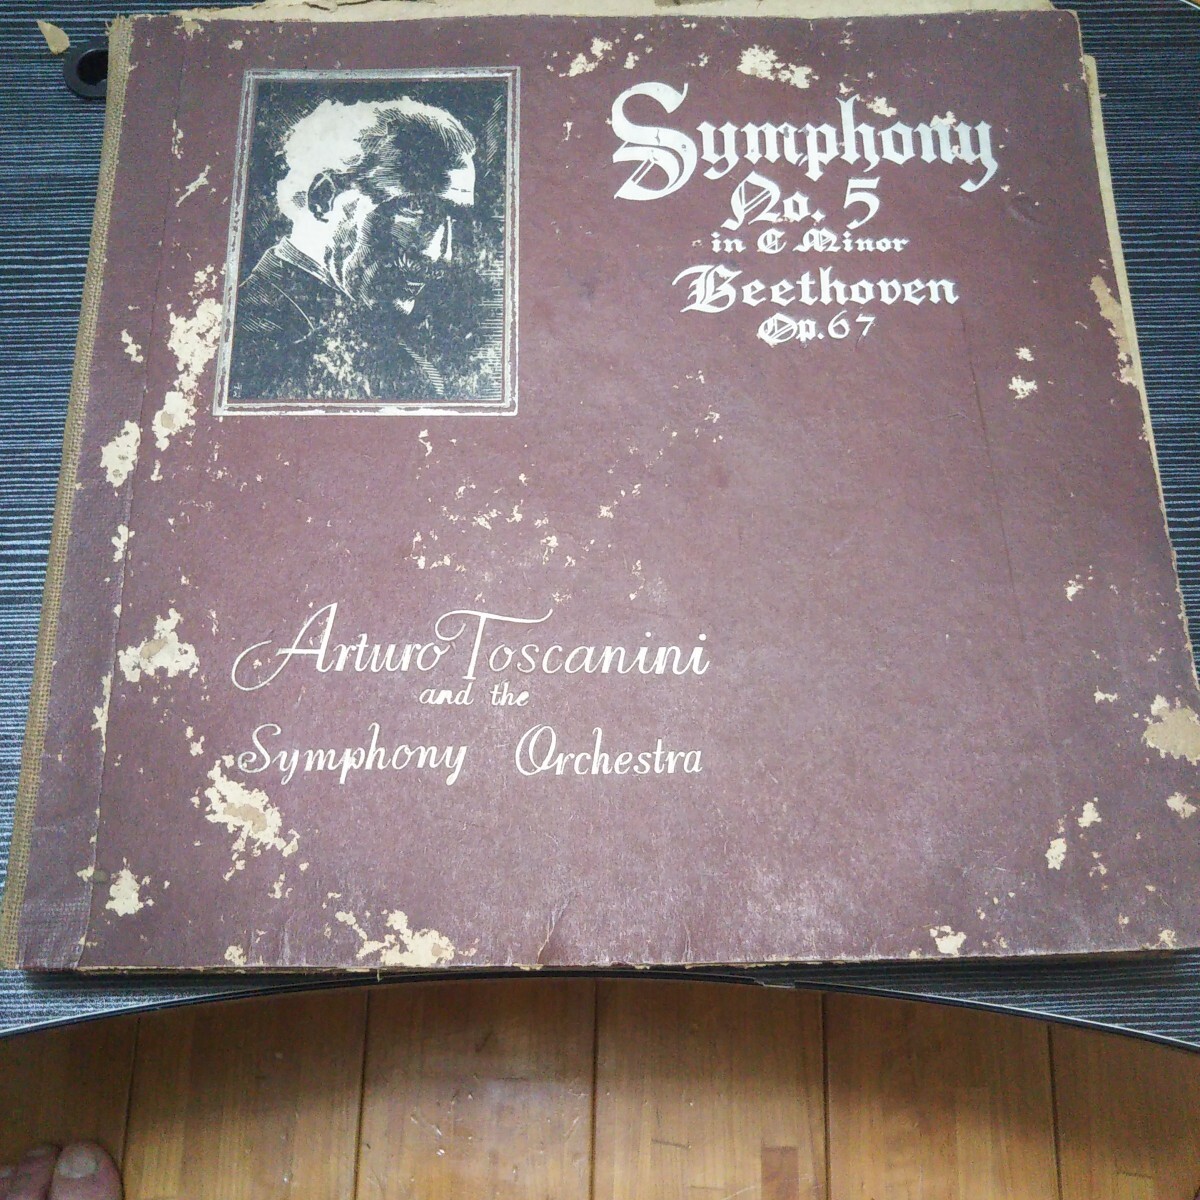 Symphony
No. 5
in C Minor
Beethoven
Op. 67
Arturo Toscanini
and the
Symphony Orchestra